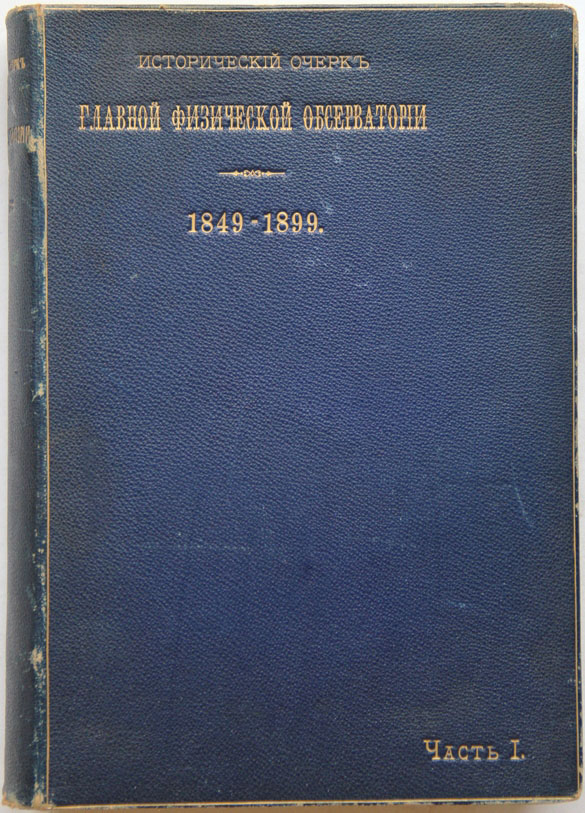 ИСТОРИЧЕСКІЙ ОЧЕРКЪ
ГЛАВНОЙ ФИЗИЧЕСКОЙ ОБСЕРВАТОРІИ
1849-1899.
Часть I.